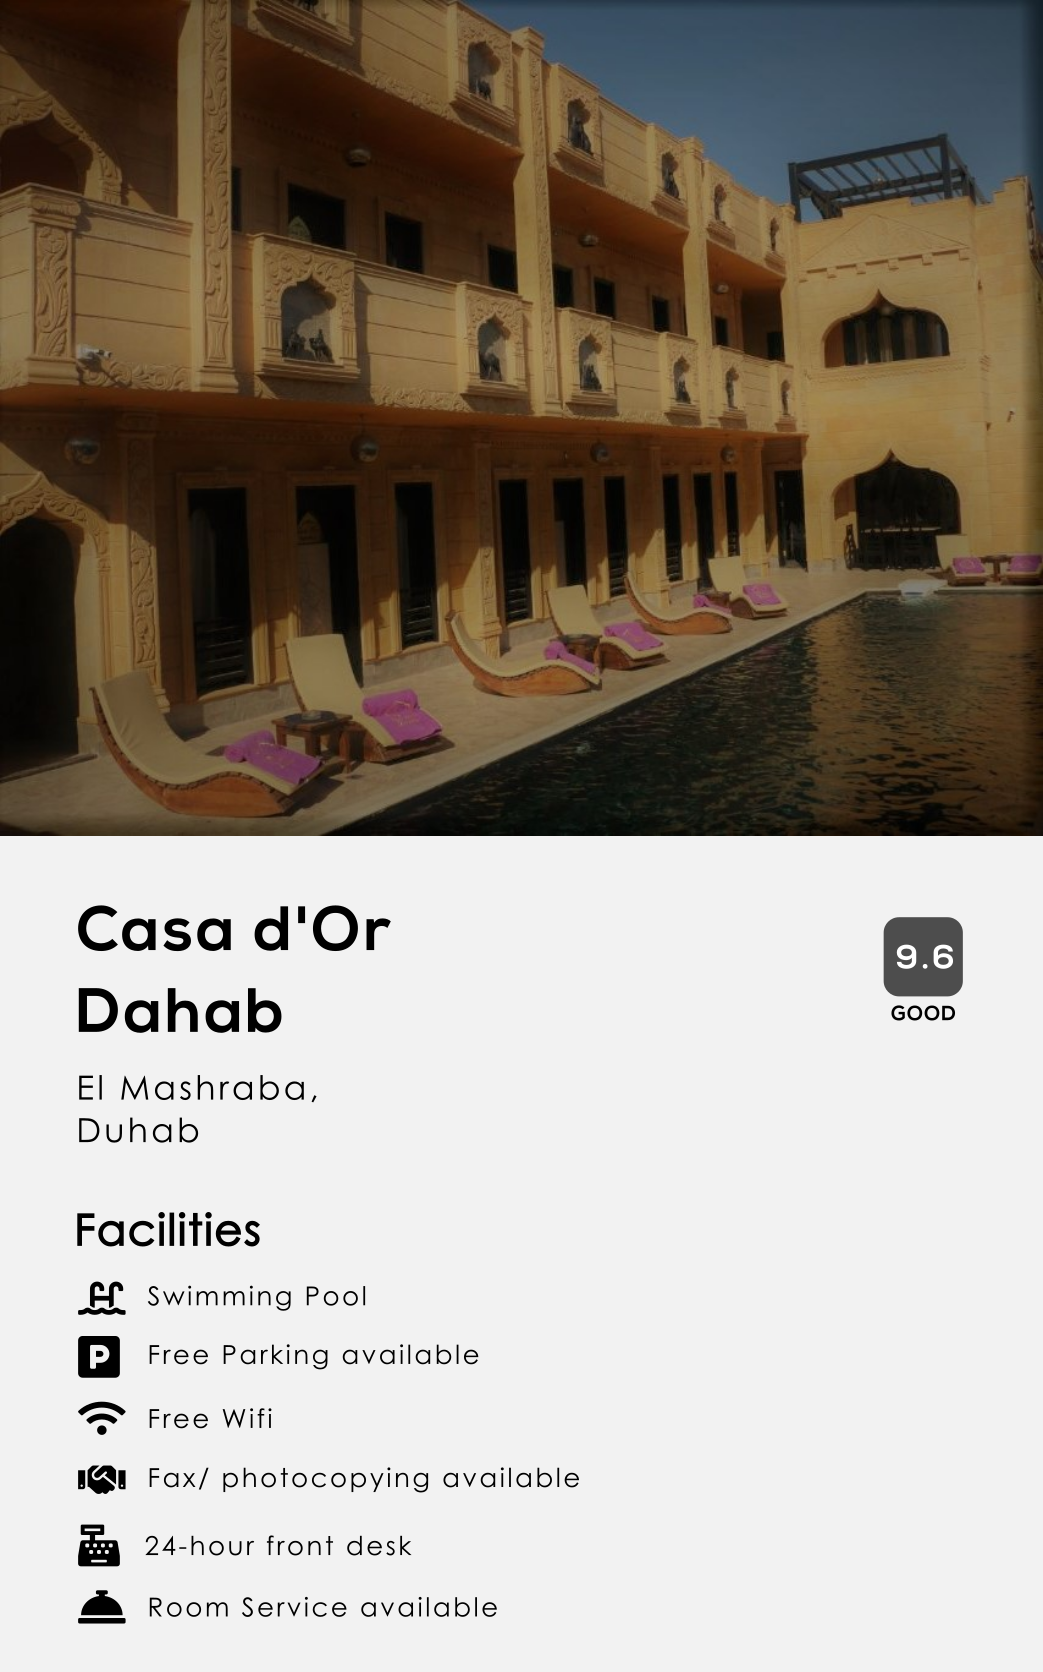 Casa d'Or
Dahab
9.6
GOOD
El Mashraba,
Duhab
Facilities
Swimming Pool
P
Free Parking available
Free Wifi
Fax/ photocopying available
24-hour front desk
Room Service available